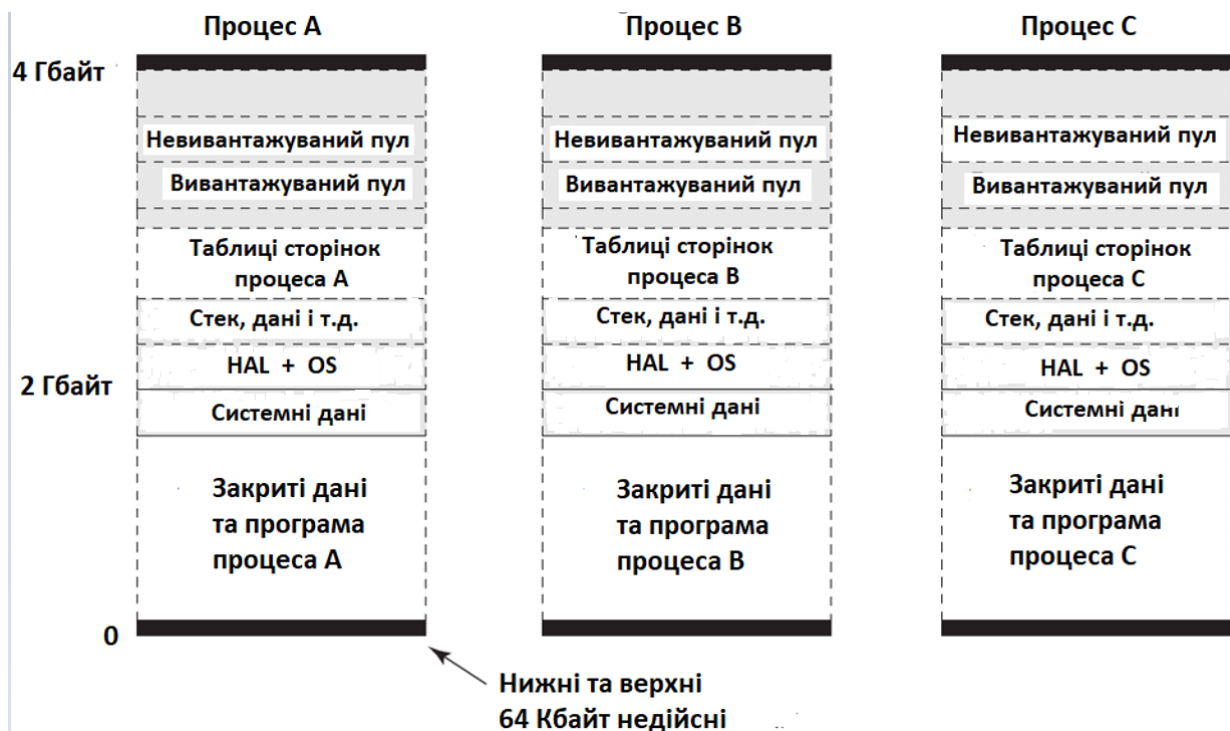 Процес А
Процес В
Процес С
4 Гбайт
Невивантажуваний пул
Невивантажуваний пул
Невивантажуваний пул
Вивантажуваний пул
Вивантажуваний пул
Вивантажуваний пул
Таблиці сторінок
процеса А
Таблиці сторінок
процеса В
Таблиці сторінок
процеса С
Стек, дані і т.д.
Стек, дані і т.д.
Стек, дані і т.д.
HAL + OS
HAL + OS
HAL + OS
2 Гбайт
Системні дані
Системні дані
Системні дані
Закриті дані
та програма
процеса А
Закриті дані
та програма
процеса В
Закриті дані
та програма
процеса С
0
Нижні та верхні
64 Кбайт недійсні